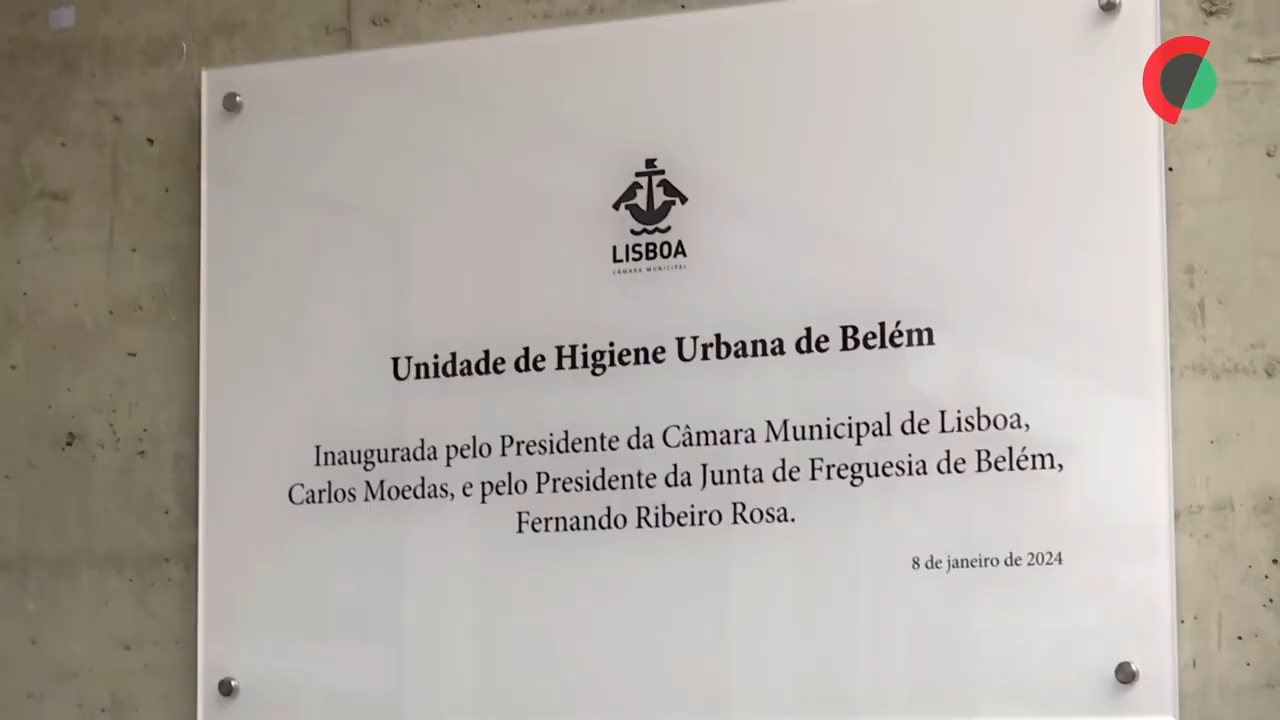 LISBOA
CÂMARA MUNICIPAL
Unidade de Higiene Urbana de Belém
Inaugurada pelo Presidente da Câmara Municipal de Lisboa,
Carlos Moedas, e pelo Presidente da Junta de Freguesia de Belém,
Fernando Ribeiro Rosa.
8 de janeiro de 2024